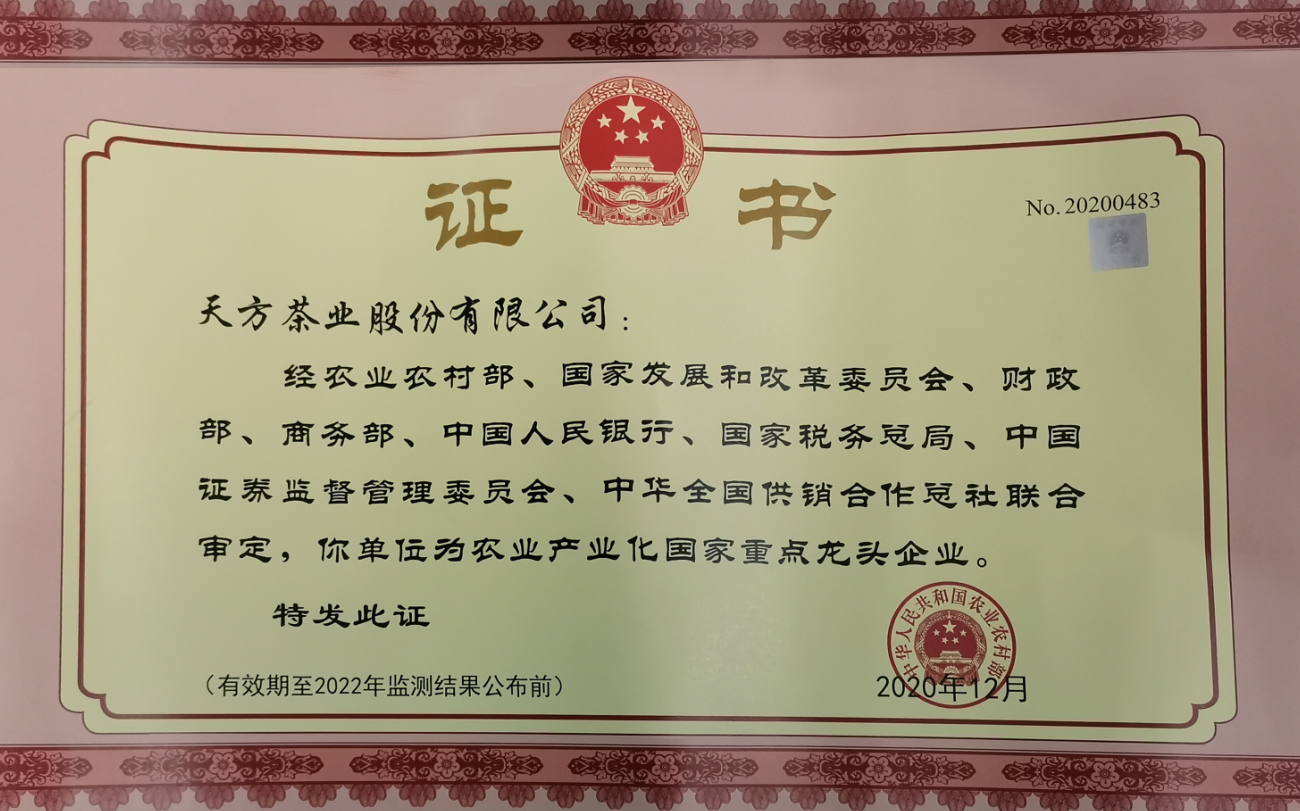 证书
No. 20200483
天方茶业股份有限公司：
经农业农村部、国家发展和改革委员会、财政
部、商务部、中国人民银行、国家税务总局、中国
证券监督管理委员会、中华全国供销合作总社联合
审定，你单位为农业产业化国家重点龙头企业。
特发此证
中华人民共和国农业农村部
（有效期至2022年监测结果公布前）
2020年12月